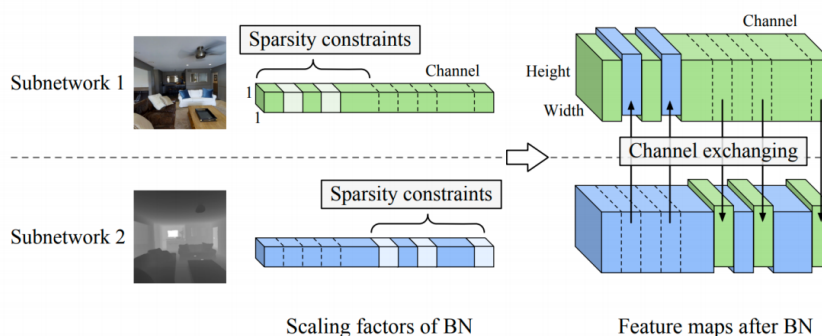 Sparsity constraints
Channel
Subnetwork 1
1
1
Channel
Height
Width
Channel exchanging
Sparsity constraints
Subnetwork 2
Scaling factors of BN
Feature maps after BN